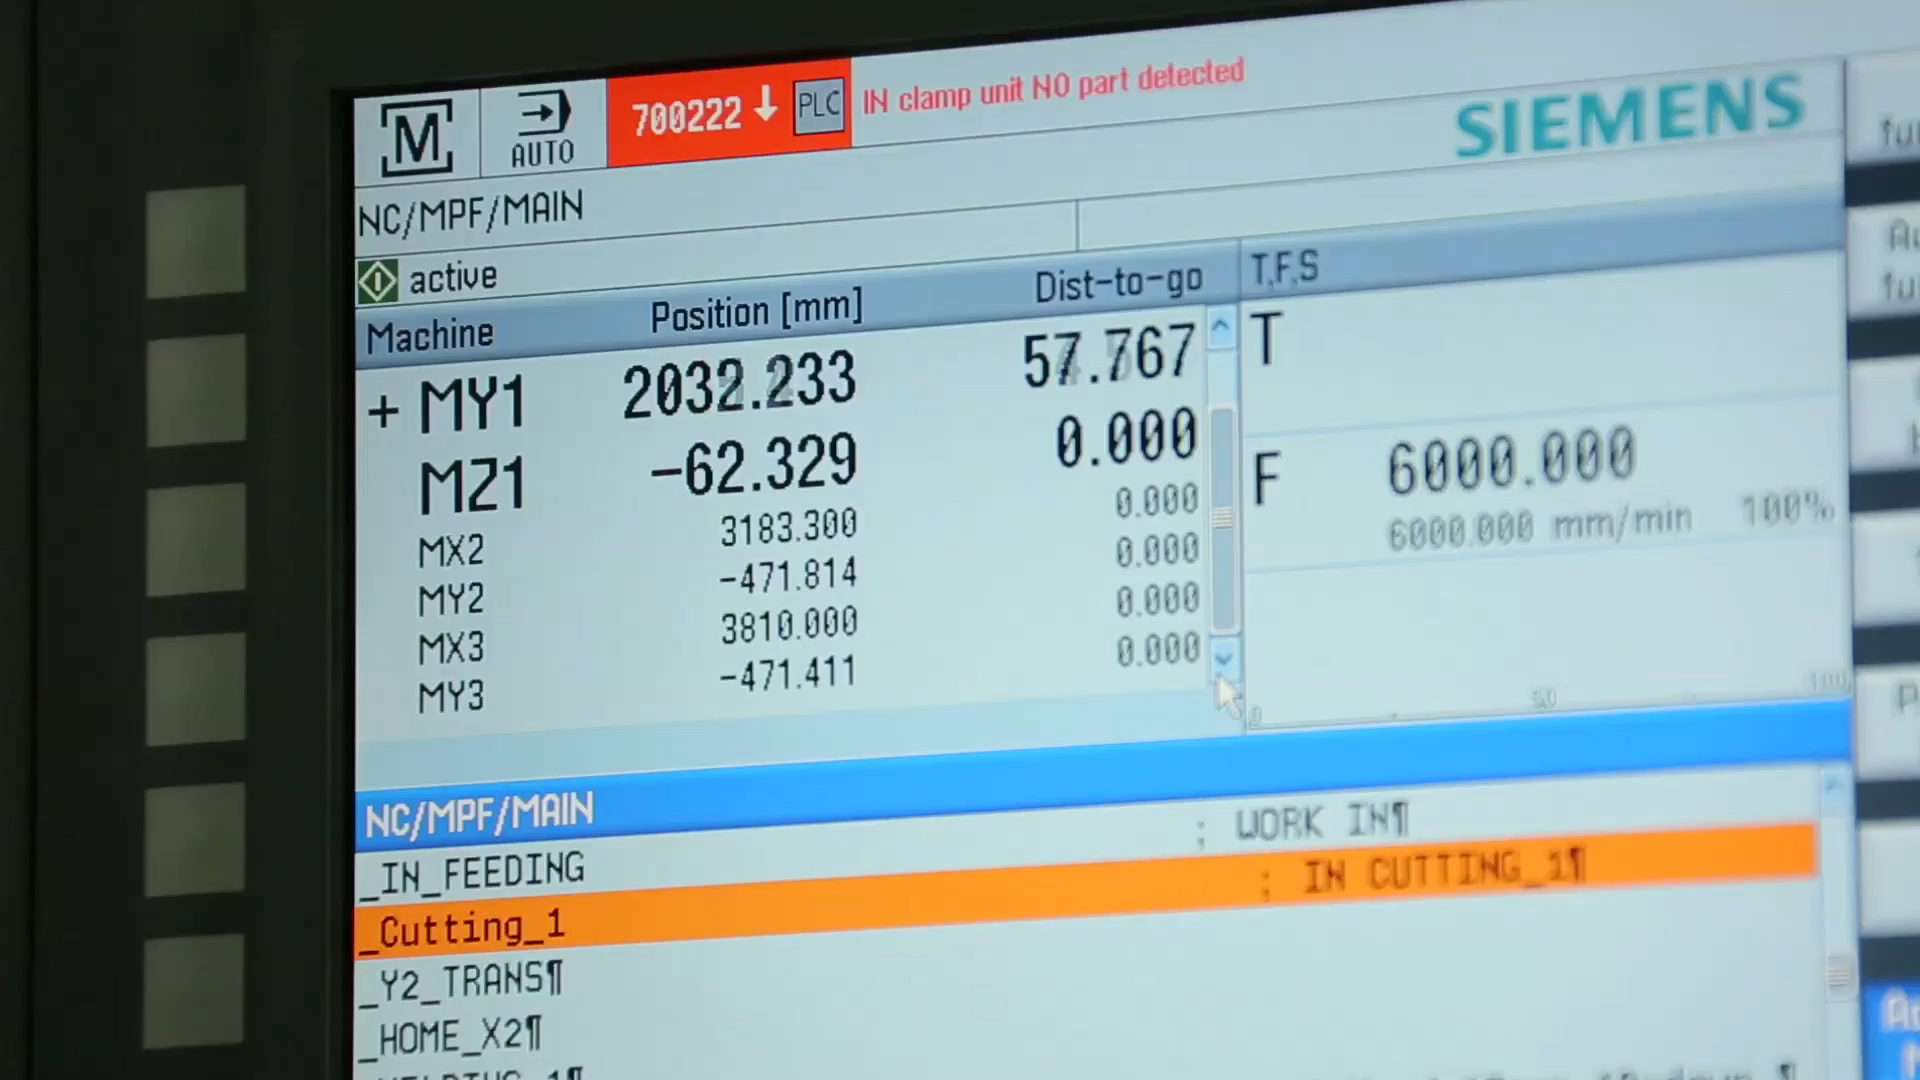 M AUTO 700222 ↓ PLC IN clamp unit NO part detected
SIEMENS
NC/MPF/MAIN
active
Machine Position [mm] Dist-to-go T,F,S
+ MY1 2032.233 57.767 T
MZ1 -62.329 0.000 F 6000.000
MX2 3183.300 0.000 6000.000 mm/min 100%
MY2 -471.814 0.000
MX3 3810.000 0.000
MY3 -471.411 0.000
0 50 100
NC/MPF/MAIN
_IN_FEEDING ; WORK IN¶
_Cutting_1 ; IN CUTTING_1¶
_Y2_TRANS¶
_HOME_X2¶